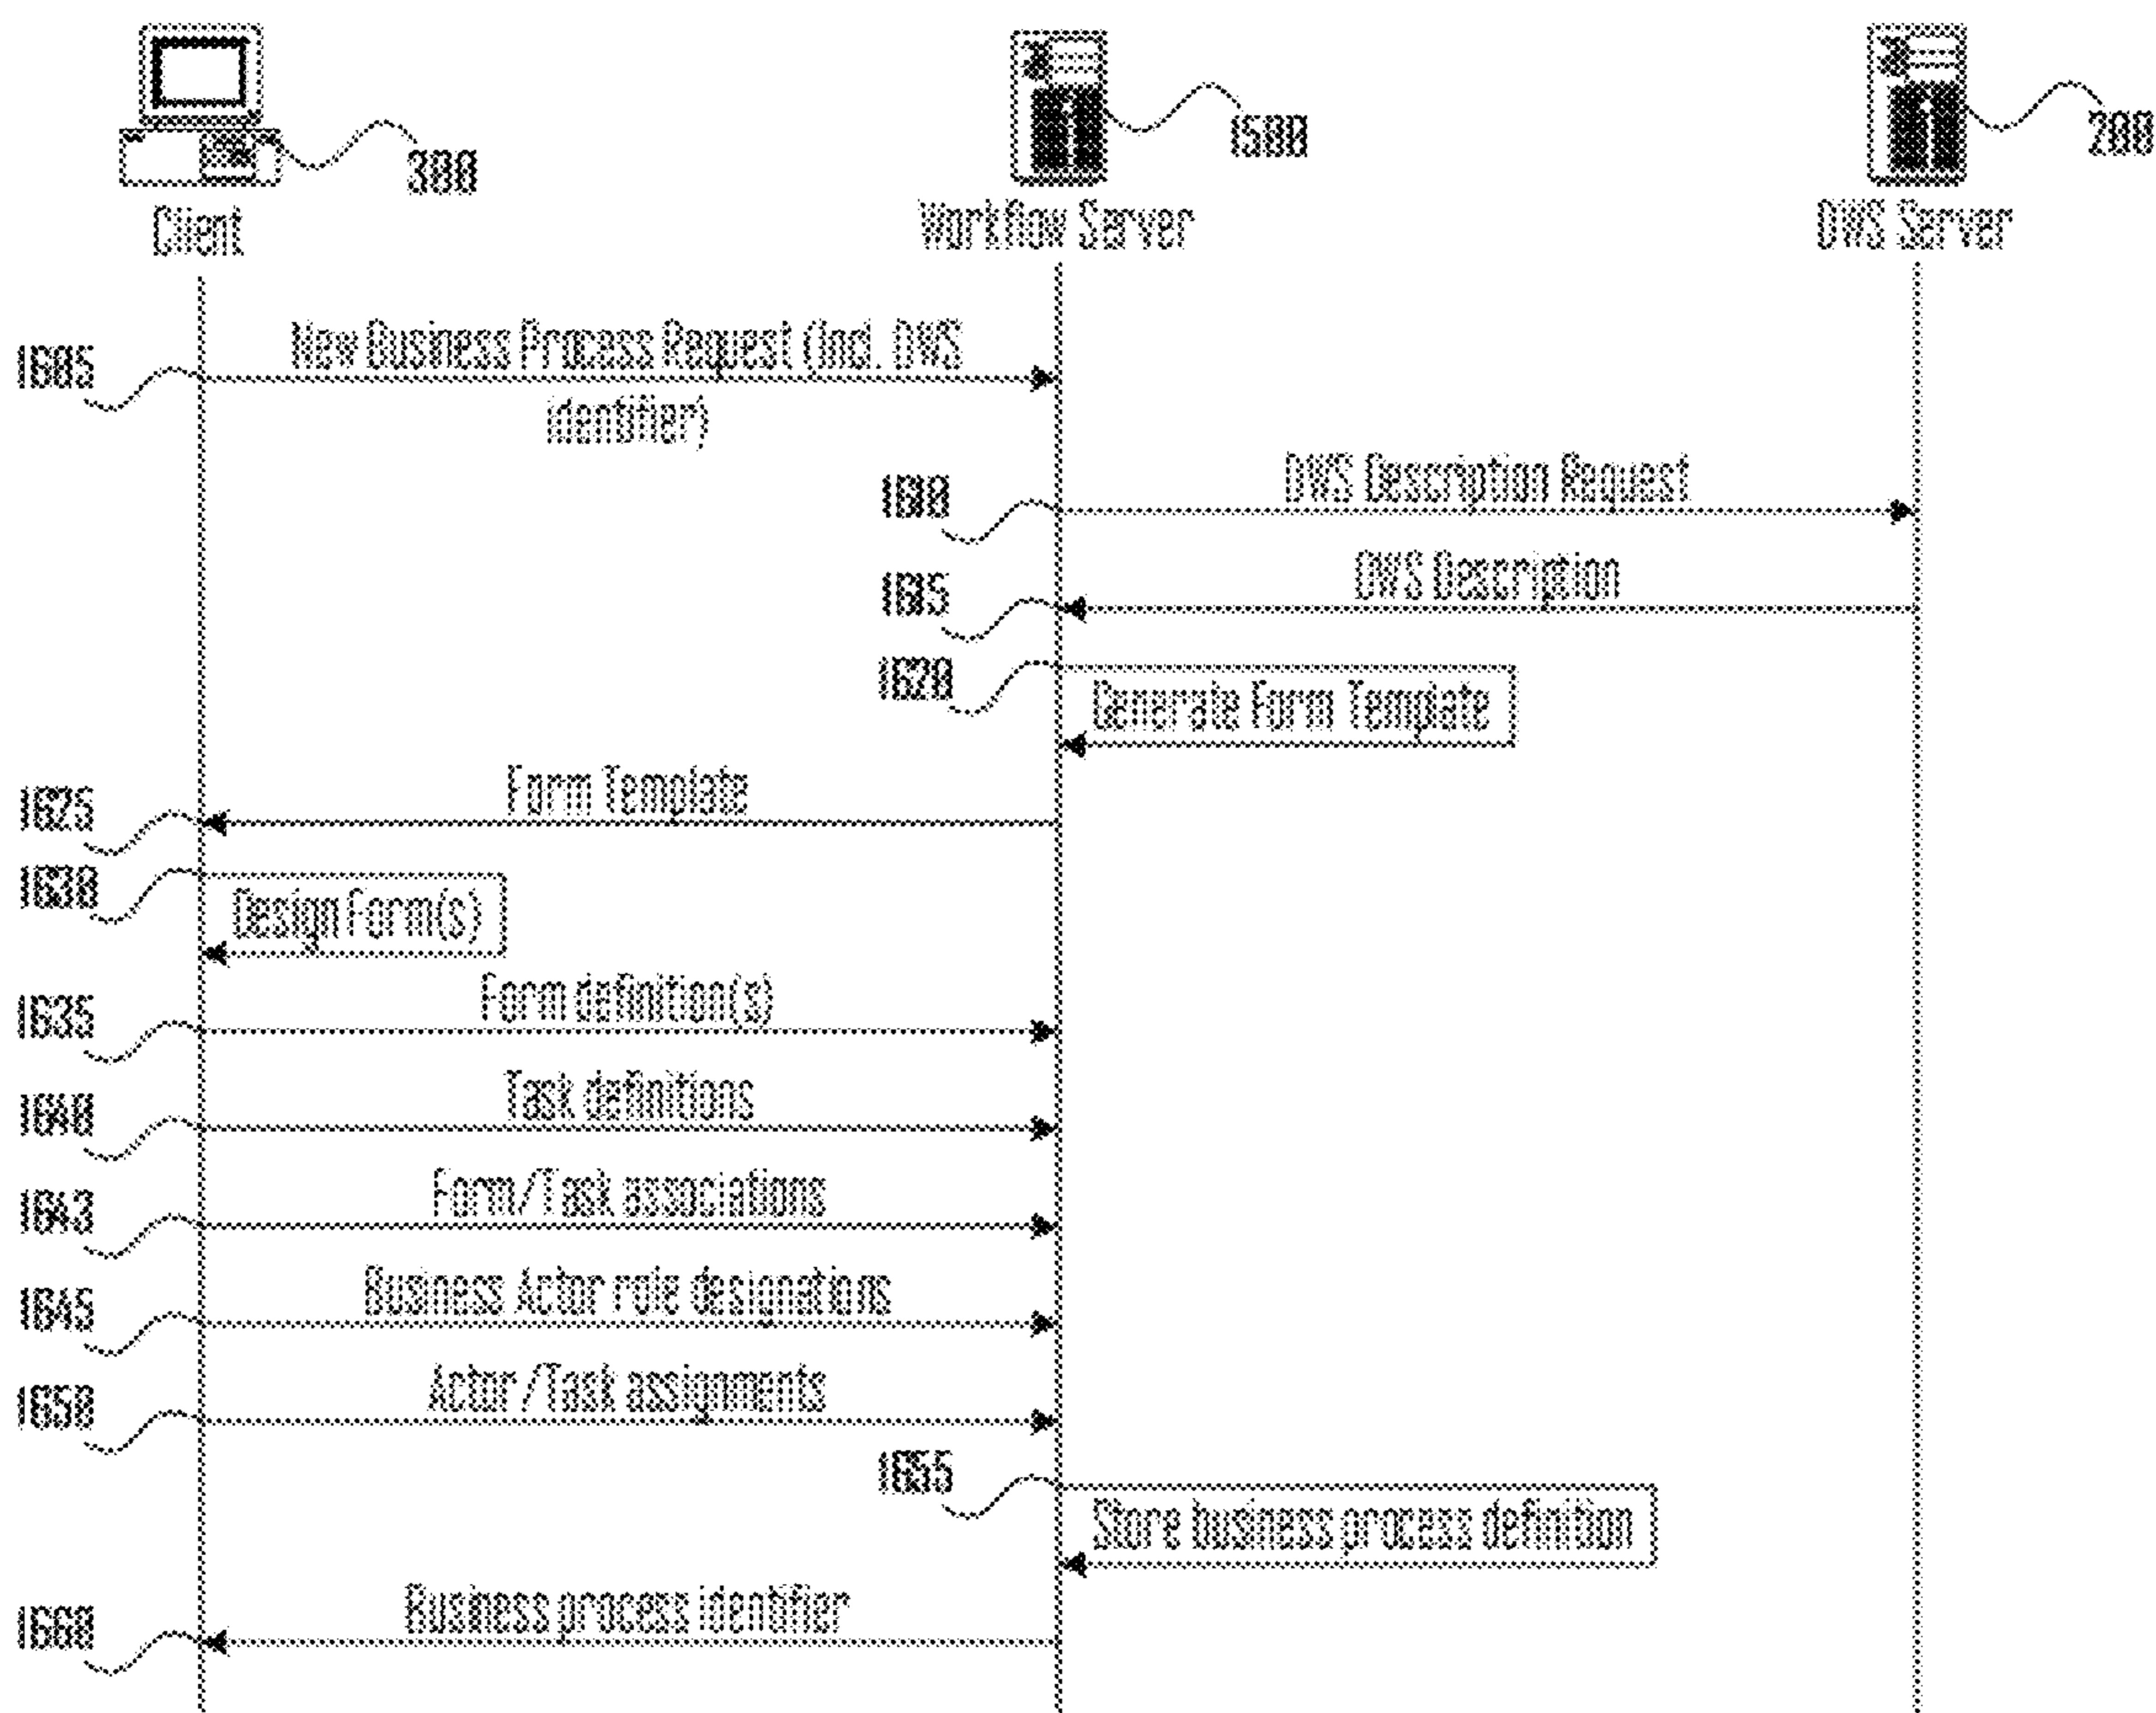 300
1500
200
Client
Workflow Server
DWS Server
1605
New Business Process Request (incl. DWS
identifier)
1610
DWS Description Request
1615
DWS Description
1620
Generate Form Template
1625
Form Template
1630
Design Form(s)
1635
Form definition(s)
1640
Task definitions
1643
Form/Task associations
1645
Business Actor role designations
1650
Actor/Task assignments
1655
Store business process definition
1660
Business process identifier